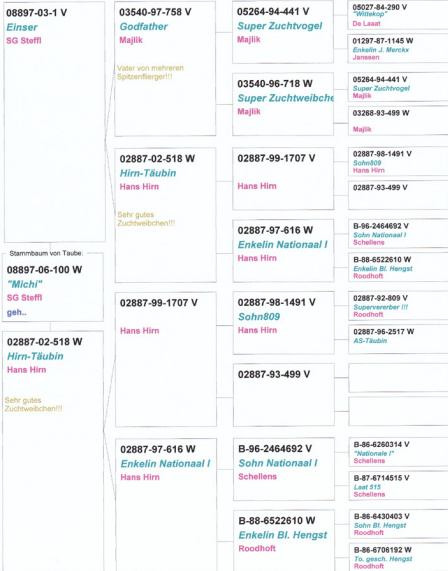 08897-03-1 V
Einser
SG Steffl
Stammbaum von Taube:
08897-06-100 W
"Michi"
SG Steffl
geh..
02887-02-518 W
Hirn-Täubin
Hans Hirn
Sehr gutes
Zuchtweibchen!!!
03540-97-758 V
Godfather
Majlik
Vater von mehreren
Spitzenflierger!!!
02887-02-518 W
Hirn-Täubin
Hans Hirn
Sehr gutes
Zuchtweibchen!!!
02887-99-1707 V
Hans Hirn
02887-97-616 W
Enkelin Nationaal I
Hans Hirn
05264-94-441 V
Super Zuchtvogel
Majlik
03540-96-718 W
Super Zuchtweibche
Majlik
02887-99-1707 V
Hans Hirn
02887-97-616 W
Enkelin Nationaal I
Hans Hirn
02887-98-1491 V
Sohn809
Hans Hirn
02887-93-499 V
B-96-2464692 V
Sohn Nationaal I
Schellens
B-88-6522610 W
Enkelin Bl. Hengst
Roodhoft
05027-84-290 V
"Wittekop"
De Laaat
01297-87-1145 W
Enkelin J. Merckx
Janssen
05264-94-441 V
Super Zuchtvogel
Majlik
03268-93-499 W
Majlik
02887-98-1491 V
Sohn809
Hans Hirn
02887-93-499 V
B-96-2464692 V
Sohn Nationaal I
Schellens
B-88-6522610 W
Enkelin Bl. Hengst
Roodhoft
02887-92-809 V
Supervererber !!!
Roodhoft
02887-96-2517 W
AS-Täubin
B-86-6260314 V
"Nationale I"
Schellens
B-87-6714515 V
Laat 515
Schellens
B-86-6430403 V
Sohn Bl. Hengst
Roodhoft
B-86-6706192 W
To. gesch. Hengst
Roodhoft